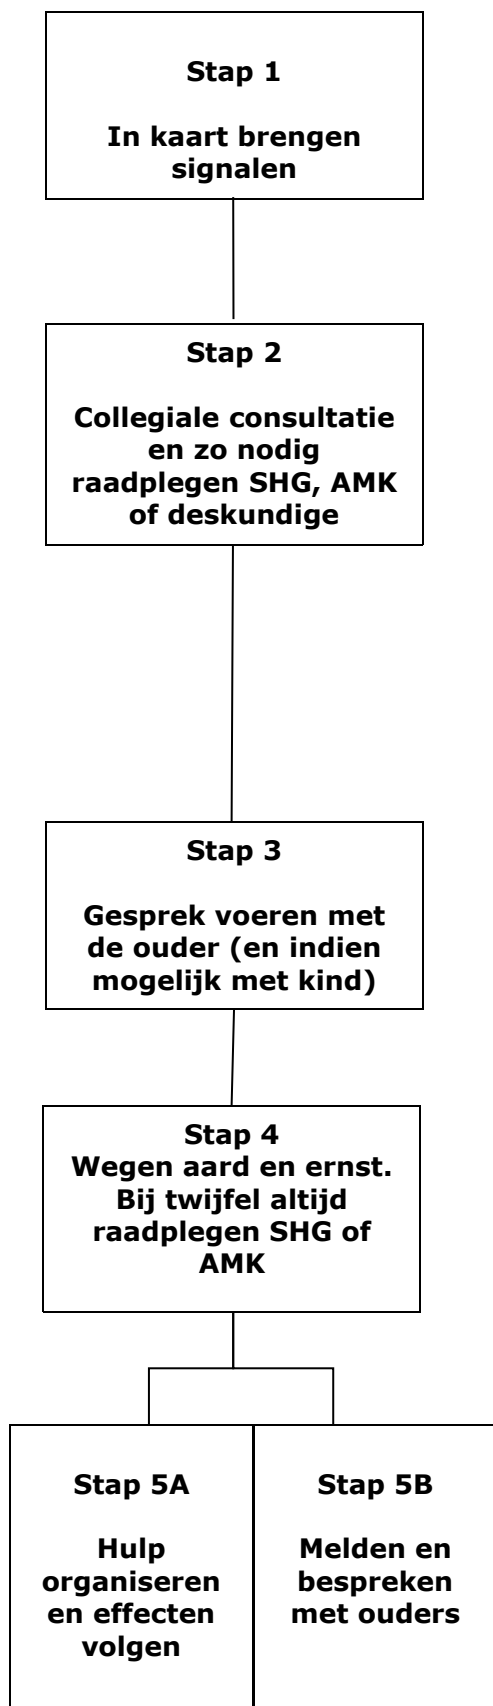 Stap 1
In kaart brengen
signalen
Stap 2
Collegiale consultatie
en zo nodig
raadplegen SHG, AMK
of deskundige
Stap 3
Gesprek voeren met
de ouder (en indien
mogelijk met kind)
Stap 4
Wegen aard en ernst.
Bij twijfel altijd
raadplegen SHG of
AMK
Stap 5A
Hulp
organiseren
en effecten
volgen
Stap 5B
Melden en
bespreken
met ouders